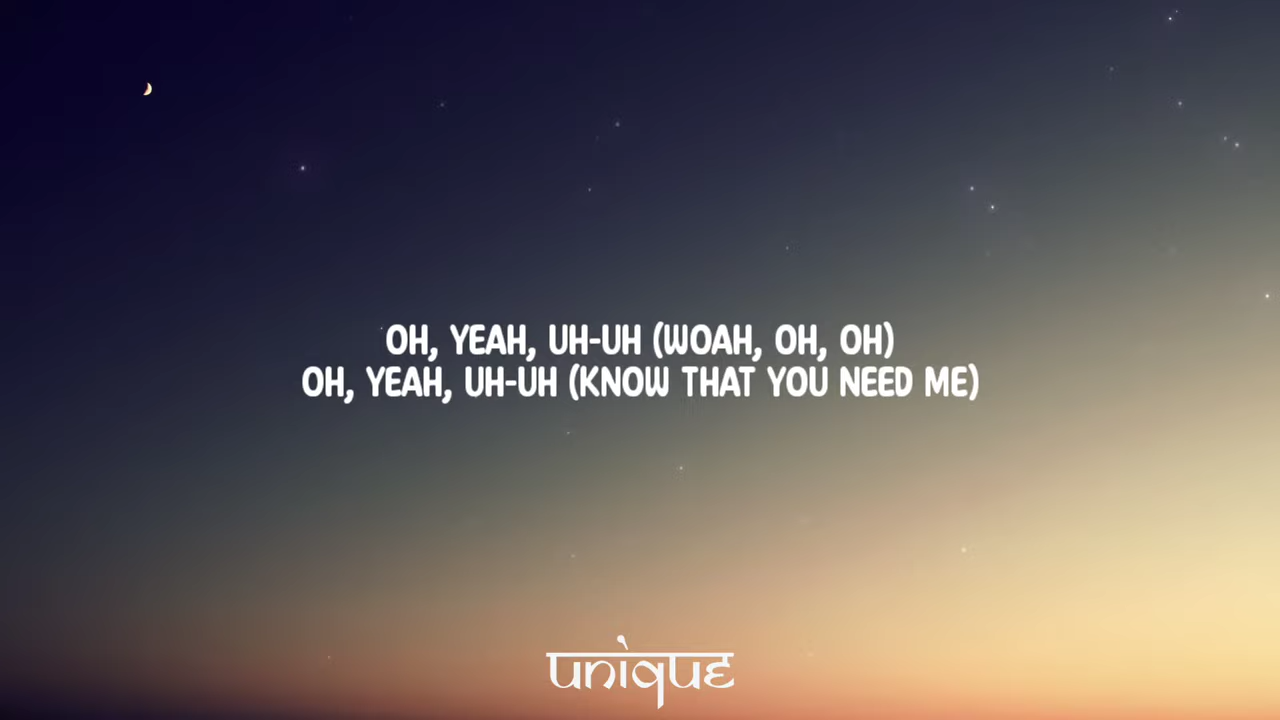 OH, YEAH, UH-UH (WOAH, OH, OH)
OH, YEAH, UH-UH (KNOW THAT YOU NEED ME)
unique